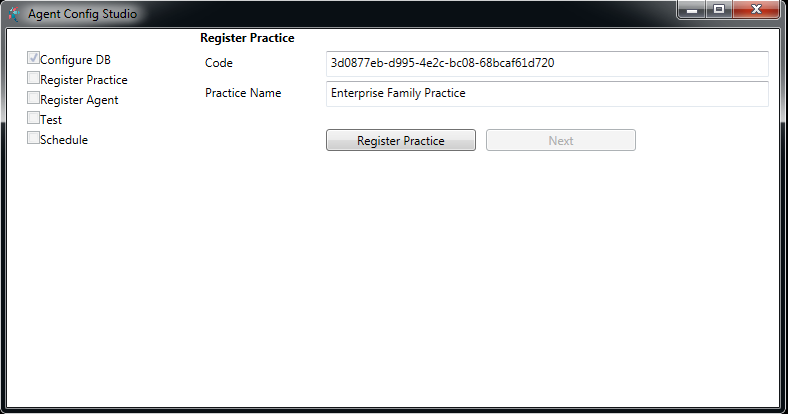 Agent Config Studio
Configure DB
Register Practice
Register Agent
Test
Schedule
Register Practice
Code
3d0877eb-d995-4e2c-bc08-68bcaf61d720
Practice Name
Enterprise Family Practice
Register Practice
Next